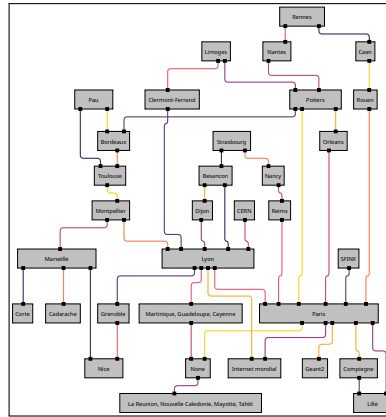 Rennes
Limoges
Nantes
Caen
Pau
Clermont-Ferrand
Poitiers
Rouen
Bordeaux
Strasbourg
Orleans
Toulouse
Besancon
Nancy
Montpellier
Dijon
CERN
Reims
Marseille
Lyon
SFINX
Corte
Cadarache
Grenoble
Martinique, Guadeloupe, Cayenne
Paris
Nice
None
Internet mondial
Geant2
Compiegne
La Reunion, Nouvelle Caledonie, Mayotte, Tahiti
Lille